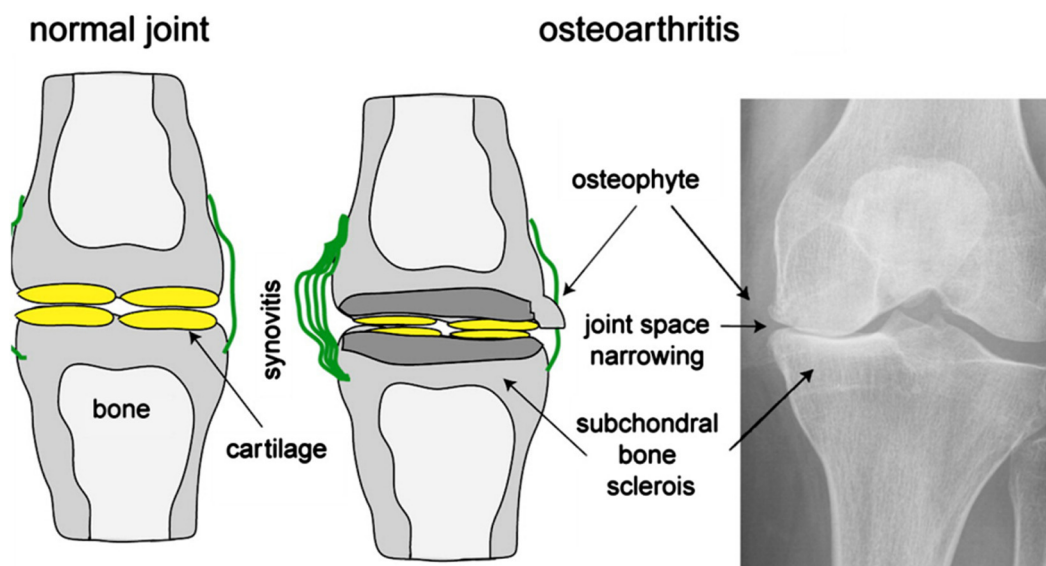 normal joint
osteoarthritis
osteophyte
joint space
narrowing
synovitis
bone
cartilage
subchondral
bone
sclerois